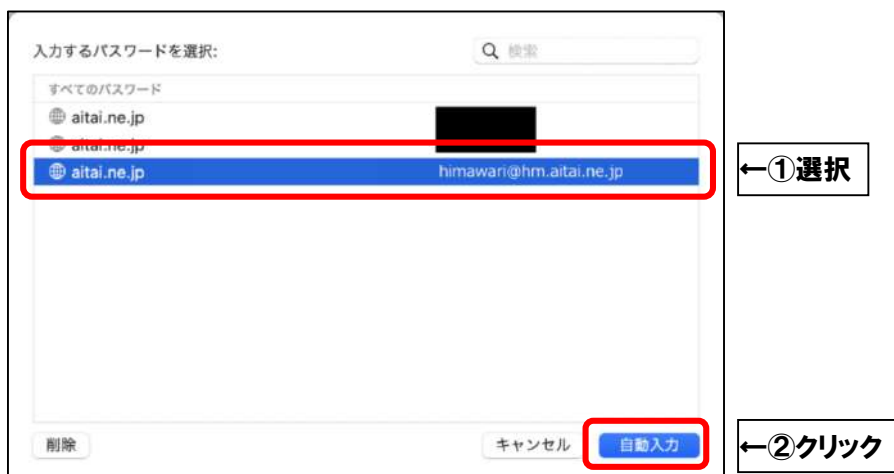 入力するパスワードを選択:
検索
すべてのパスワード
aitai.ne.jp
aitai.ne.jp
aitai.ne.jp himawari@hm.aitai.ne.jp
←①選択
削除 キャンセル 自動入力
←②クリック